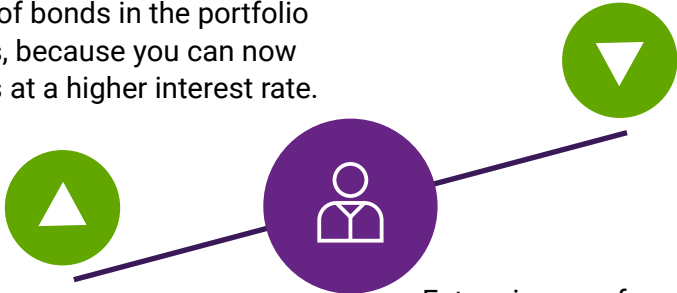 of bonds in the portfolio
, because you can now
at a higher interest rate.